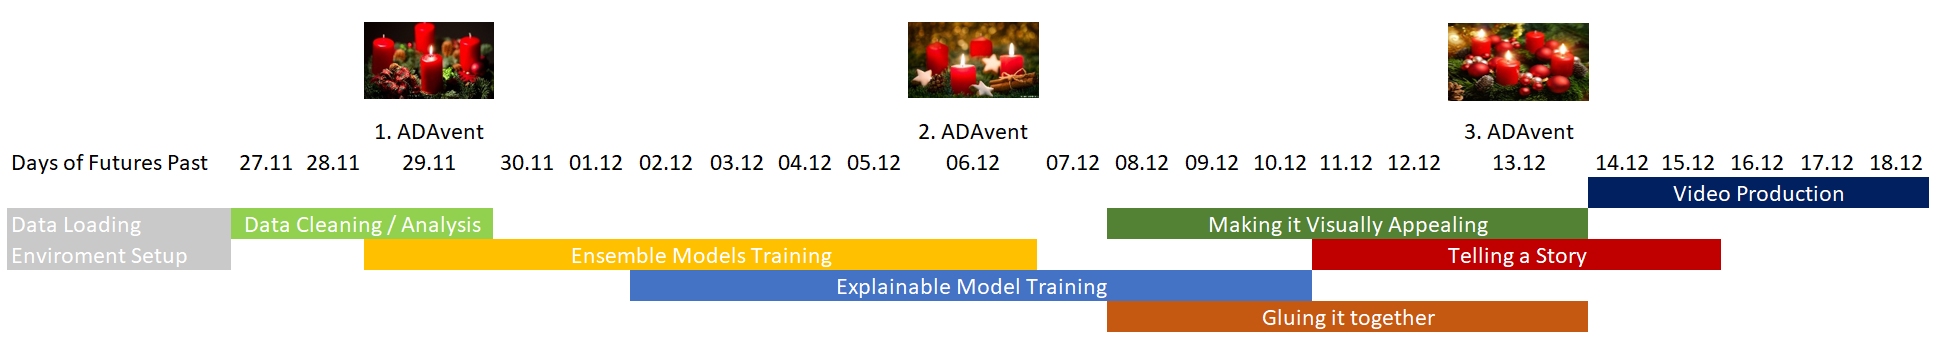 1. ADAvent 2. ADAvent 3. ADAvent
Days of Futures Past 27.11 28.11 29.11 30.11 01.12 02.12 03.12 04.12 05.12 06.12 07.12 08.12 09.12 10.12 11.12 12.12 13.12 14.12 15.12 16.12 17.12 18.12
Video Production
Data Loading Data Cleaning / Analysis Making it Visually Appealing
Enviroment Setup Ensemble Models Training Telling a Story
Explainable Model Training
Gluing it together